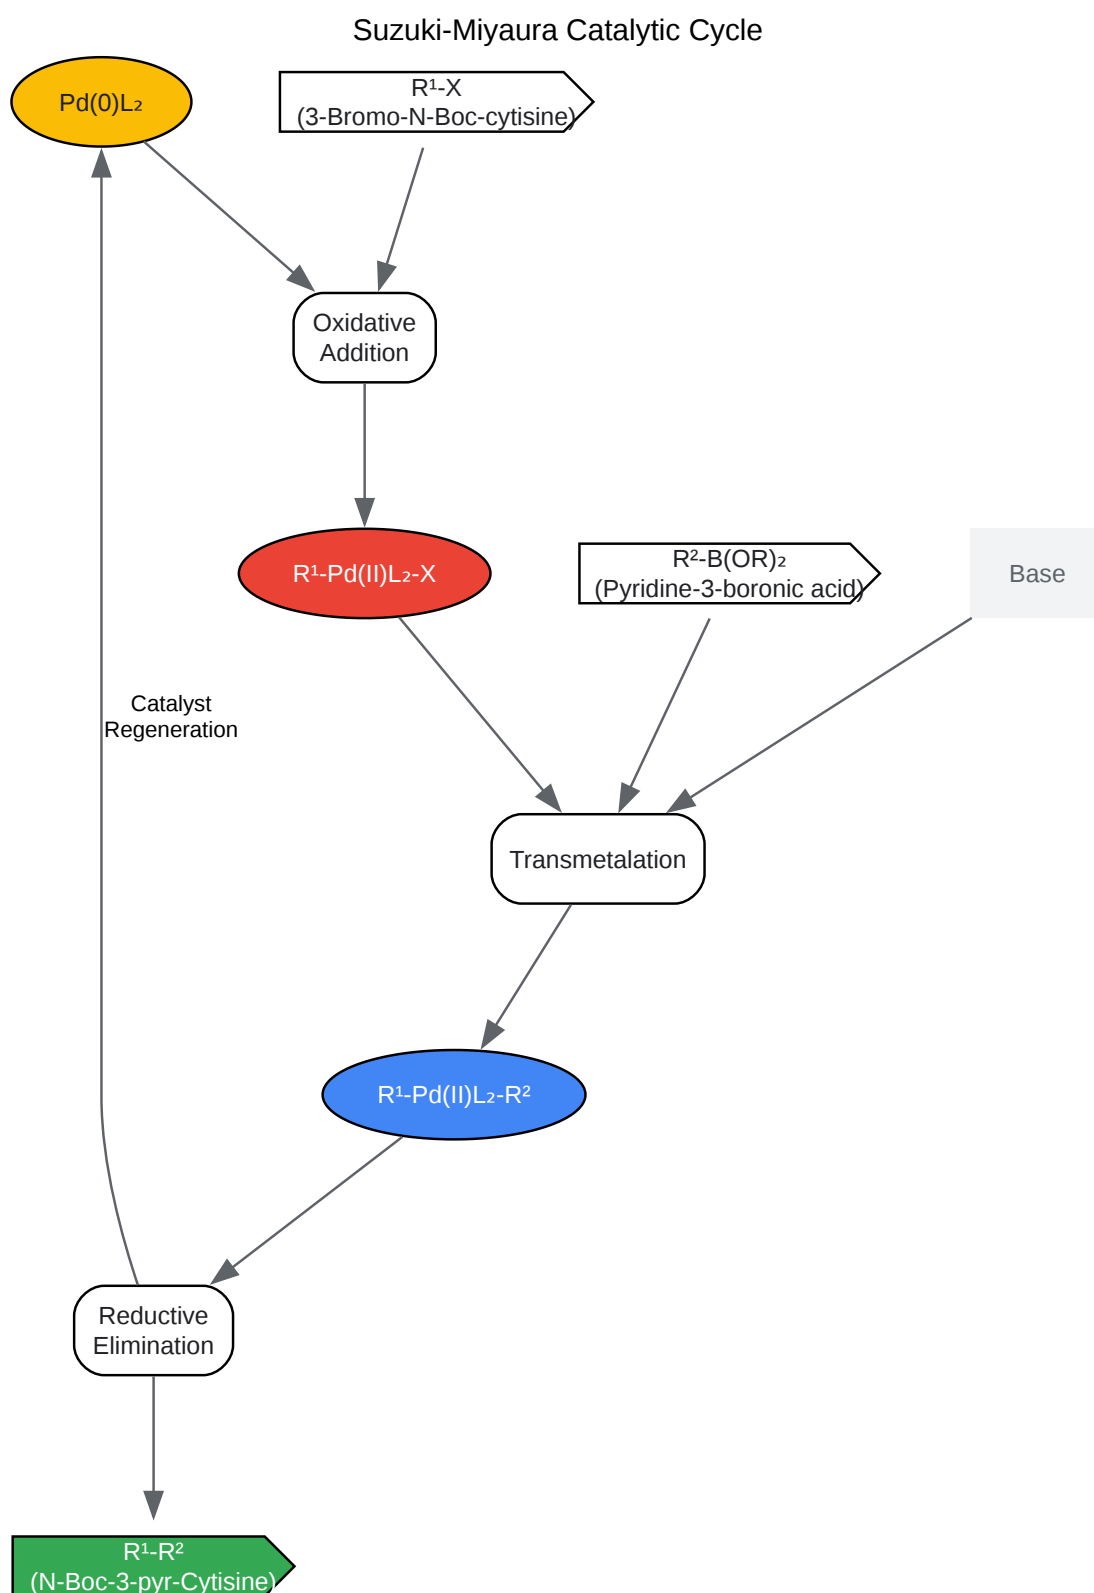 Suzuki-Miyaura Catalytic Cycle
Pd(0)L₂
R¹-X
(3-Bromo-N-Boc-cytisine)
Oxidative
Addition
R¹-Pd(II)L₂-X
R²-B(OR)₂
(Pyridine-3-boronic acid)
Base
Catalyst
Regeneration
Transmetalation
R¹-Pd(II)L₂-R²
Reductive
Elimination
R¹-R²
(N-Boc-3-pyr-Cytisine)